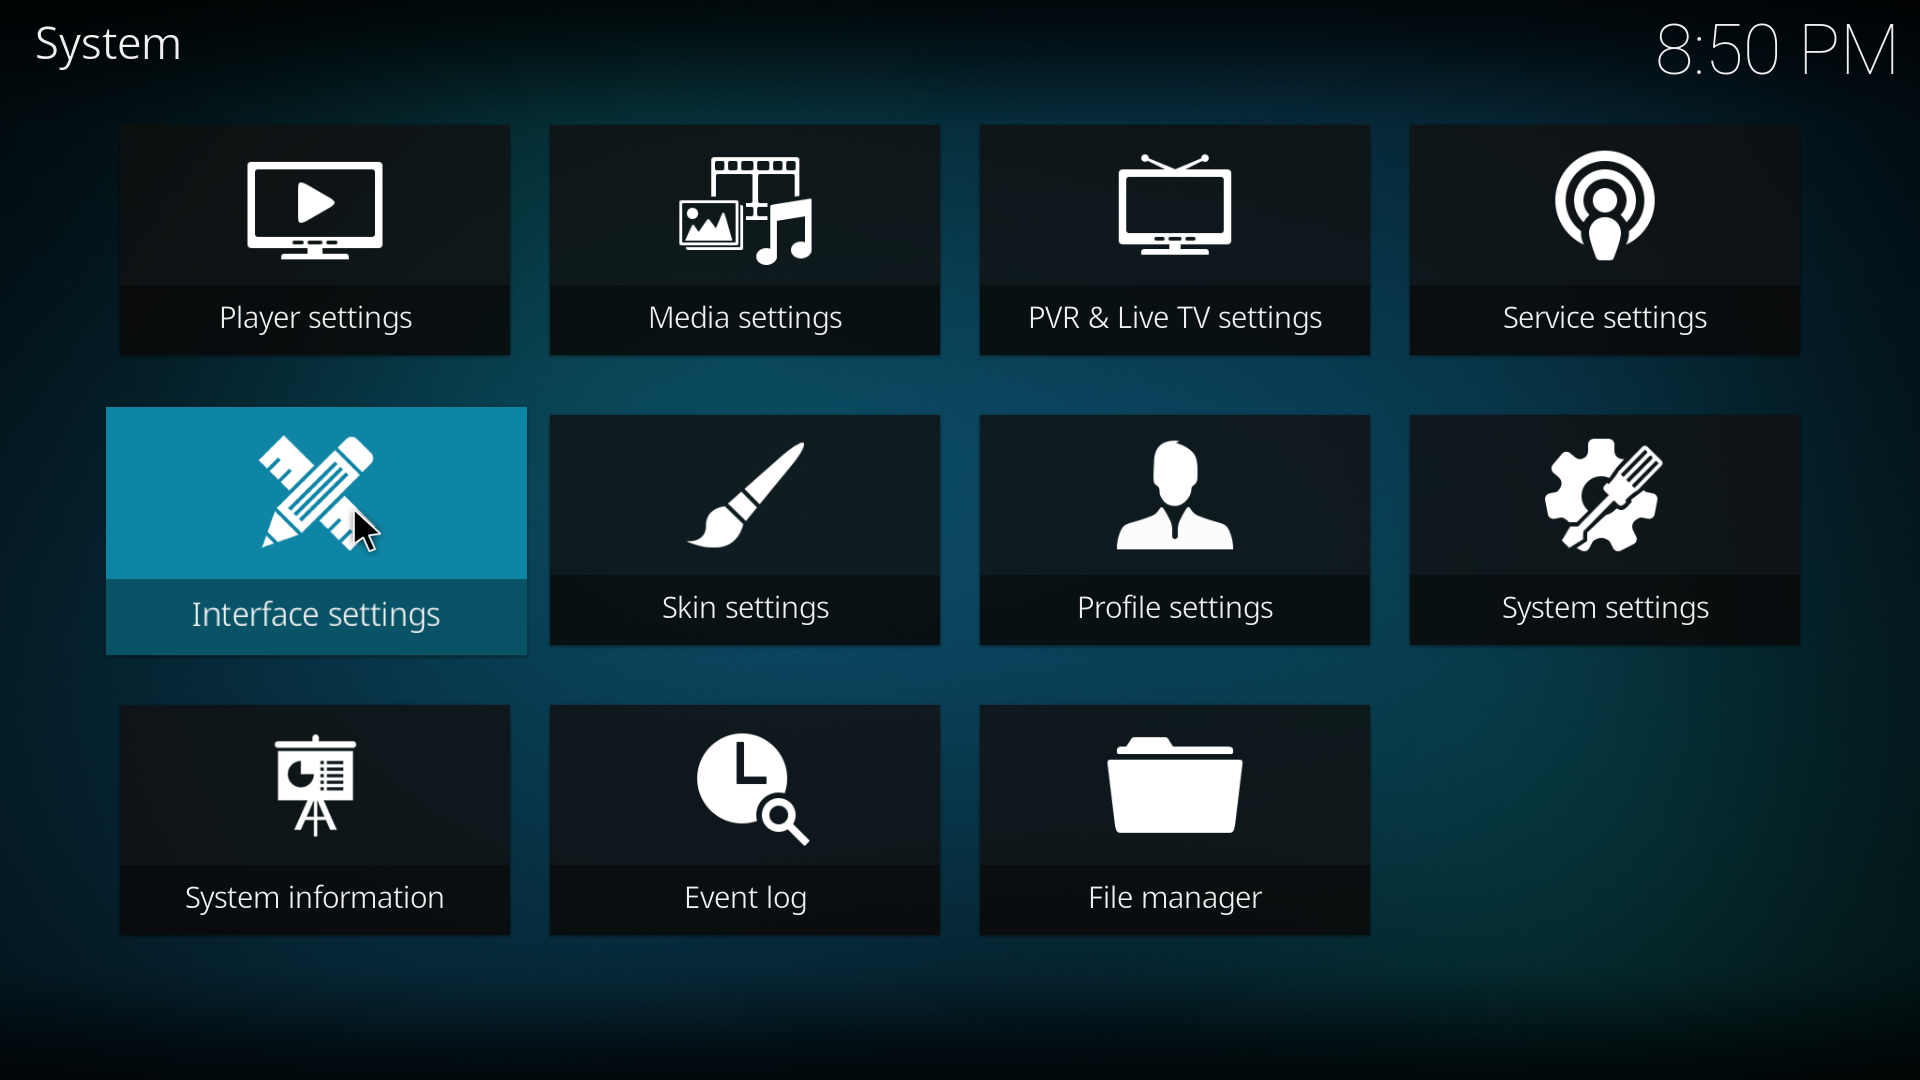 System
8:50 PM
Player settings
Media settings
PVR & Live TV settings
Service settings
Interface settings
Skin settings
Profile settings
System settings
System information
Event log
File manager